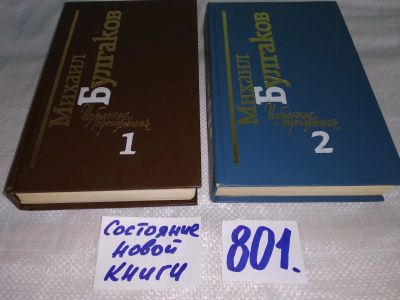 Михаил
Булгаков
Избранные
произведения
1
Михаил
Булгаков
Избранные
произведения
2
Состояние
новой
книги
801.